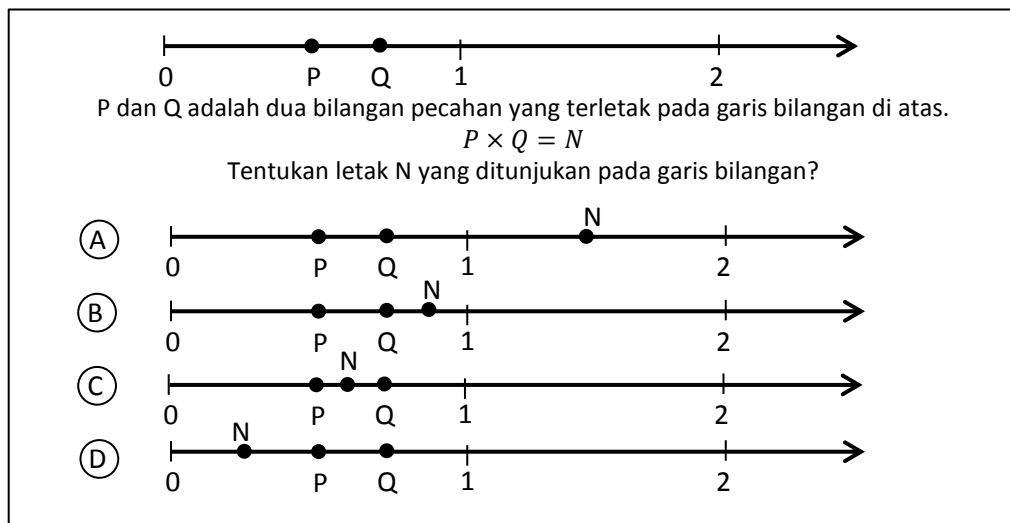 0 P Q 1 2
P dan Q adalah dua bilangan pecahan yang terletak pada garis bilangan di atas.
𝑃 × 𝑄 = 𝑁
Tentukan letak N yang ditunjukan pada garis bilangan?
N
A
0 P Q 1 2
N
B
0 P Q 1 2
N
C
0 P Q 1 2
N
D
0 P Q 1 2